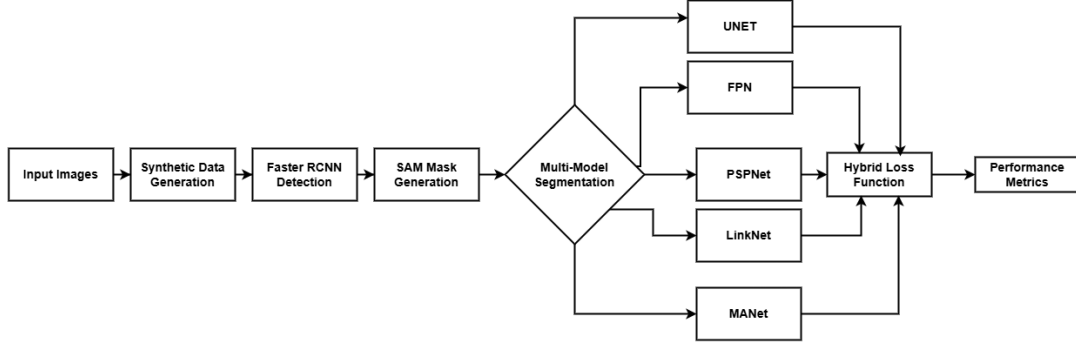 Input Images
Synthetic Data
Generation
Faster RCNN
Detection
SAM Mask
Generation
Multi-Model
Segmentation
UNET
FPN
PSPNet
LinkNet
MANet
Hybrid Loss
Function
Performance
Metrics